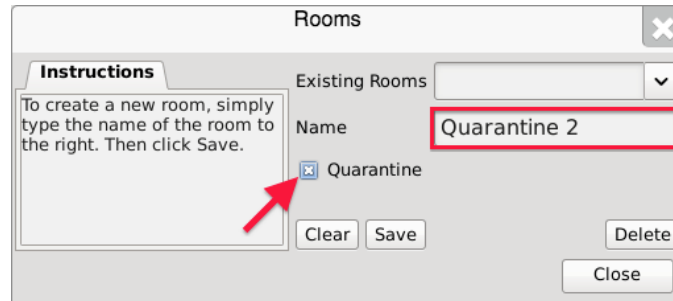 Rooms
Instructions
To create a new room, simply
type the name of the room to
the right. Then click Save.
Existing Rooms
Name
Quarantine 2
Quarantine
Clear
Save
Delete
Close